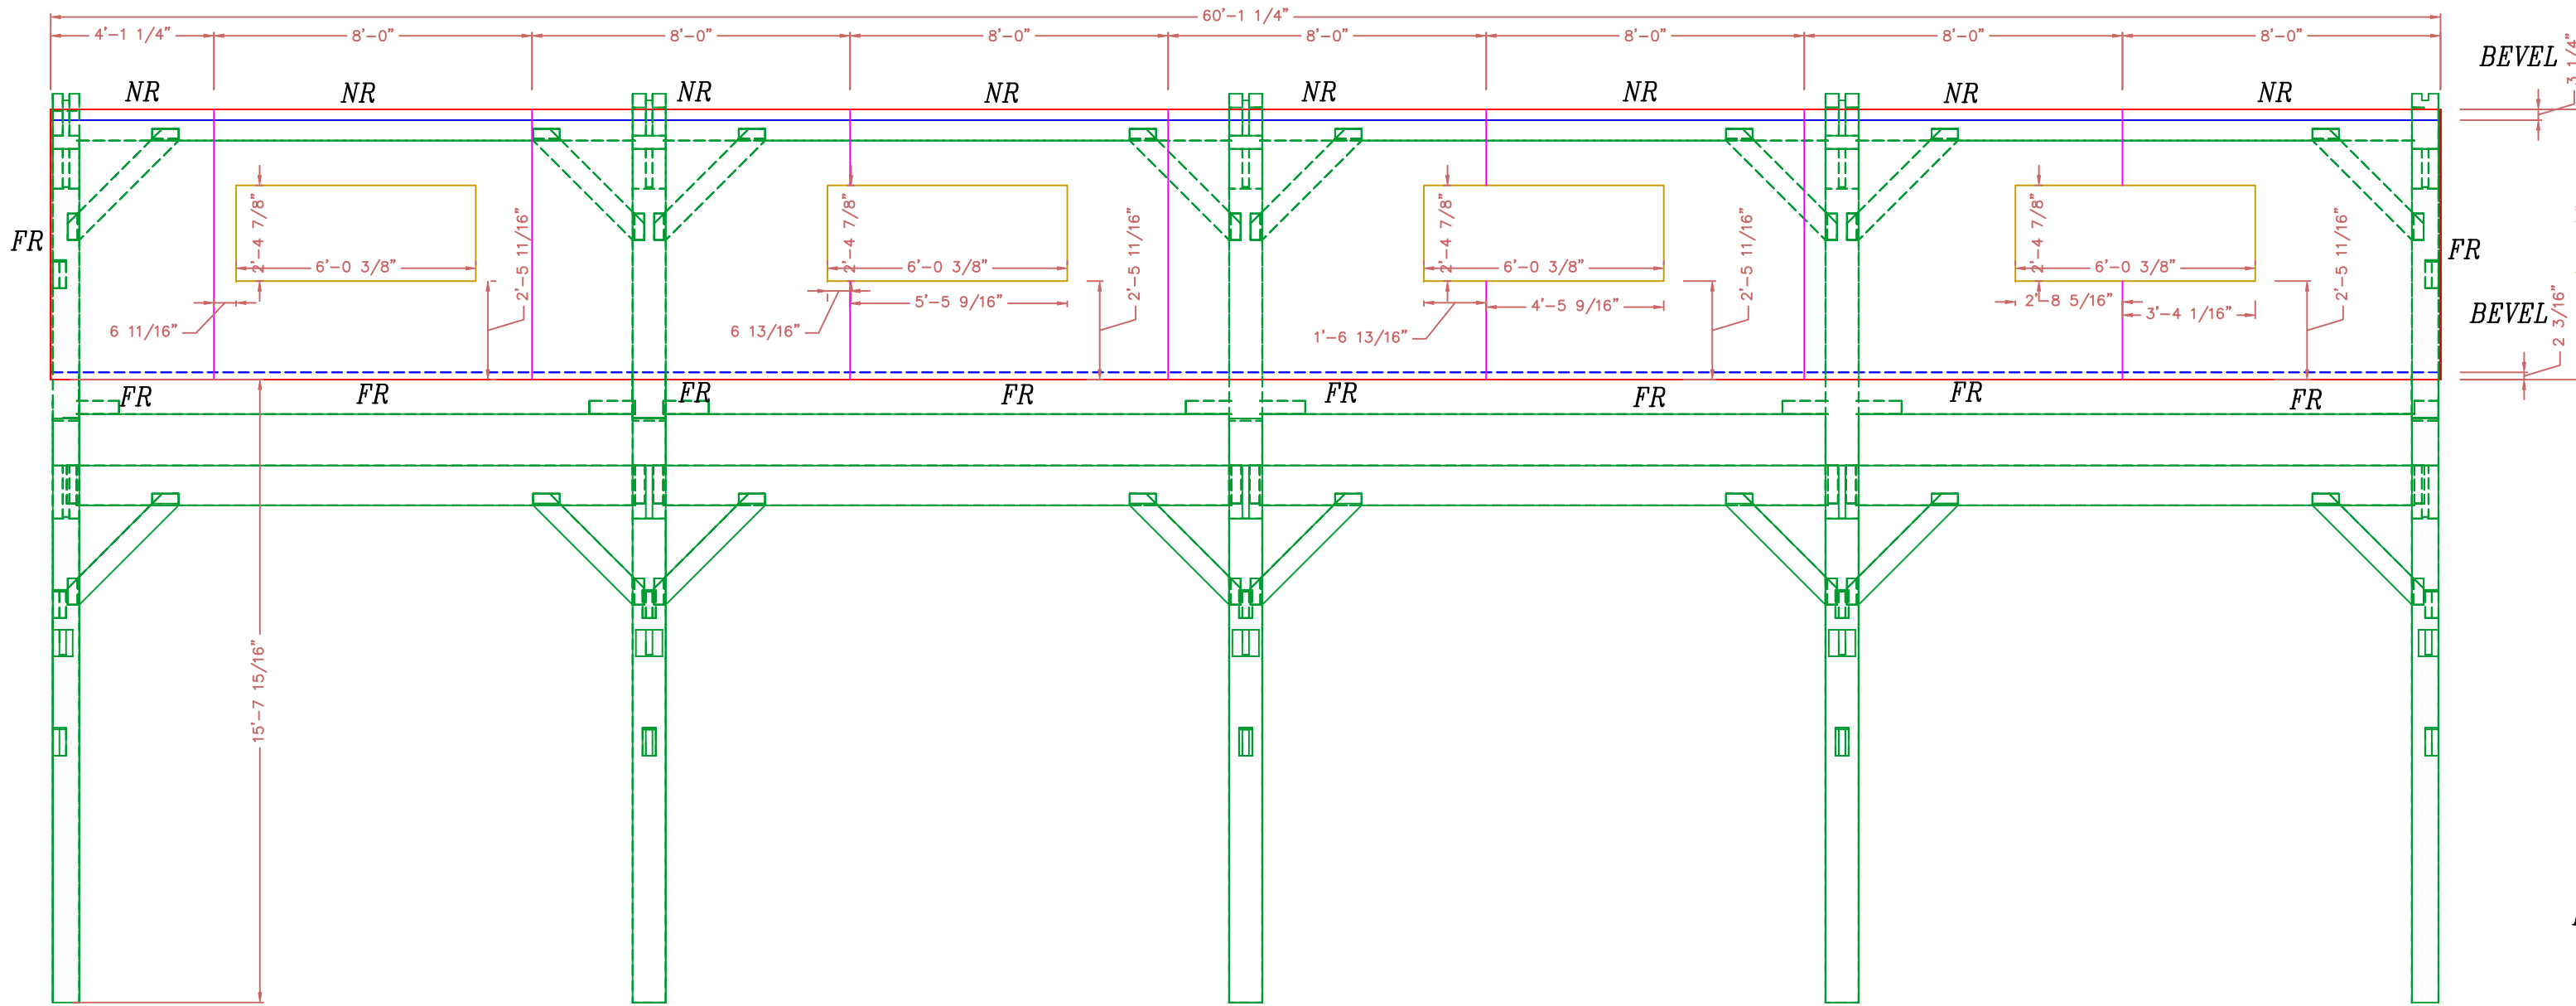 60'-1 1/4"
4'-1 1/4" 8'-0" 8'-0" 8'-0" 8'-0" 8'-0" 8'-0" 8'-0"
BEVEL 3 1/4"
NR NR NR NR NR NR NR NR
2'-4 7/8" 2'-4 7/8" 2'-4 7/8" 2'-4 7/8"
2'-5 11/16" 2'-5 11/16" 2'-5 11/16" 2'-5 11/16"
FR FR
6'-0 3/8" 6'-0 3/8" 6'-0 3/8" 6'-0 3/8"
6 11/16" 6 13/16" 5'-5 9/16" 1'-6 13/16" 4'-5 9/16" 2'-8 5/16" 3'-4 1/16"
BEVEL 2 3/16"
FR FR FR FR FR FR FR FR
15'-7 15/16"